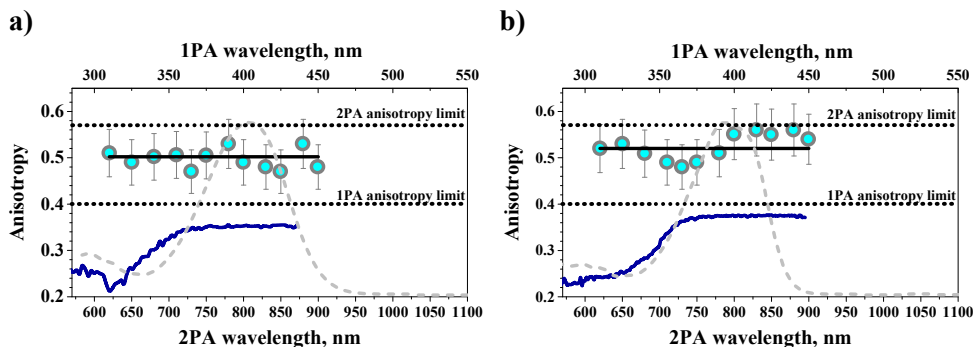 a)
1PA wavelength, nm
300 350 400 450 500 550
Anisotropy
0.6
0.5
0.4
0.3
0.2
2PA anisotropy limit
1PA anisotropy limit
600 650 700 750 800 850 900 950 1000 1050 1100
2PA wavelength, nm
b)
1PA wavelength, nm
300 350 400 450 500 550
Anisotropy
0.6
0.5
0.4
0.3
0.2
2PA anisotropy limit
1PA anisotropy limit
600 650 700 750 800 850 900 950 1000 1050 1100
2PA wavelength, nm